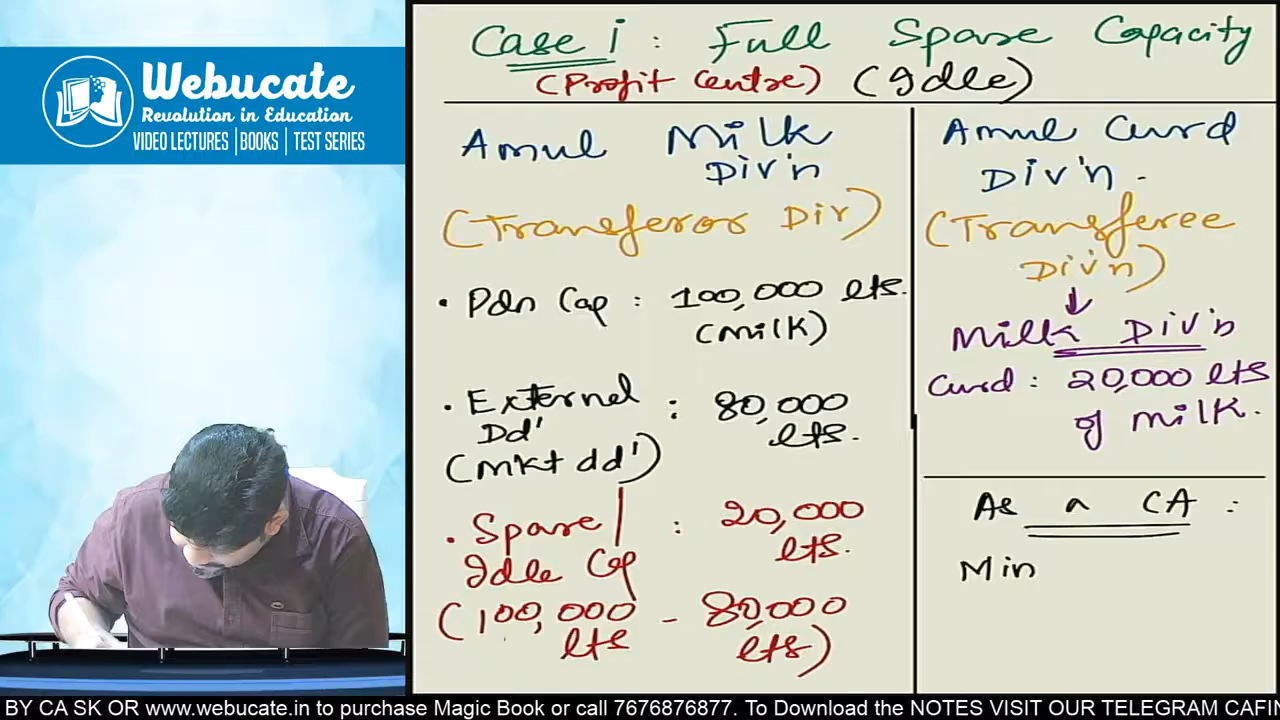 Webucate
Revolution in Education
VIDEO LECTURES | BOOKS | TEST SERIES
Case i : Full Spare Capacity
(Profit Centre) (Idle)
Amul Milk
Div'n
(Transferor Div)
• Pdn Cap : 100,000 lts.
(Milk)
• External : 80,000
Dd' lts.
(mkt dd')
• Spare/ : 20,000
Idle Cap lts.
(100,000 - 80,000
lts lts)
Amul Curd
Div'n.
(Transferee
Div'n)
↓
Milk Div'n
Curd : 20,000 lts
of milk.
As a CA :
Min
BY CA SK OR www.webucate.in to purchase Magic Book or call 7676876877. To Download the NOTES VISIT OUR TELEGRAM CAFIN